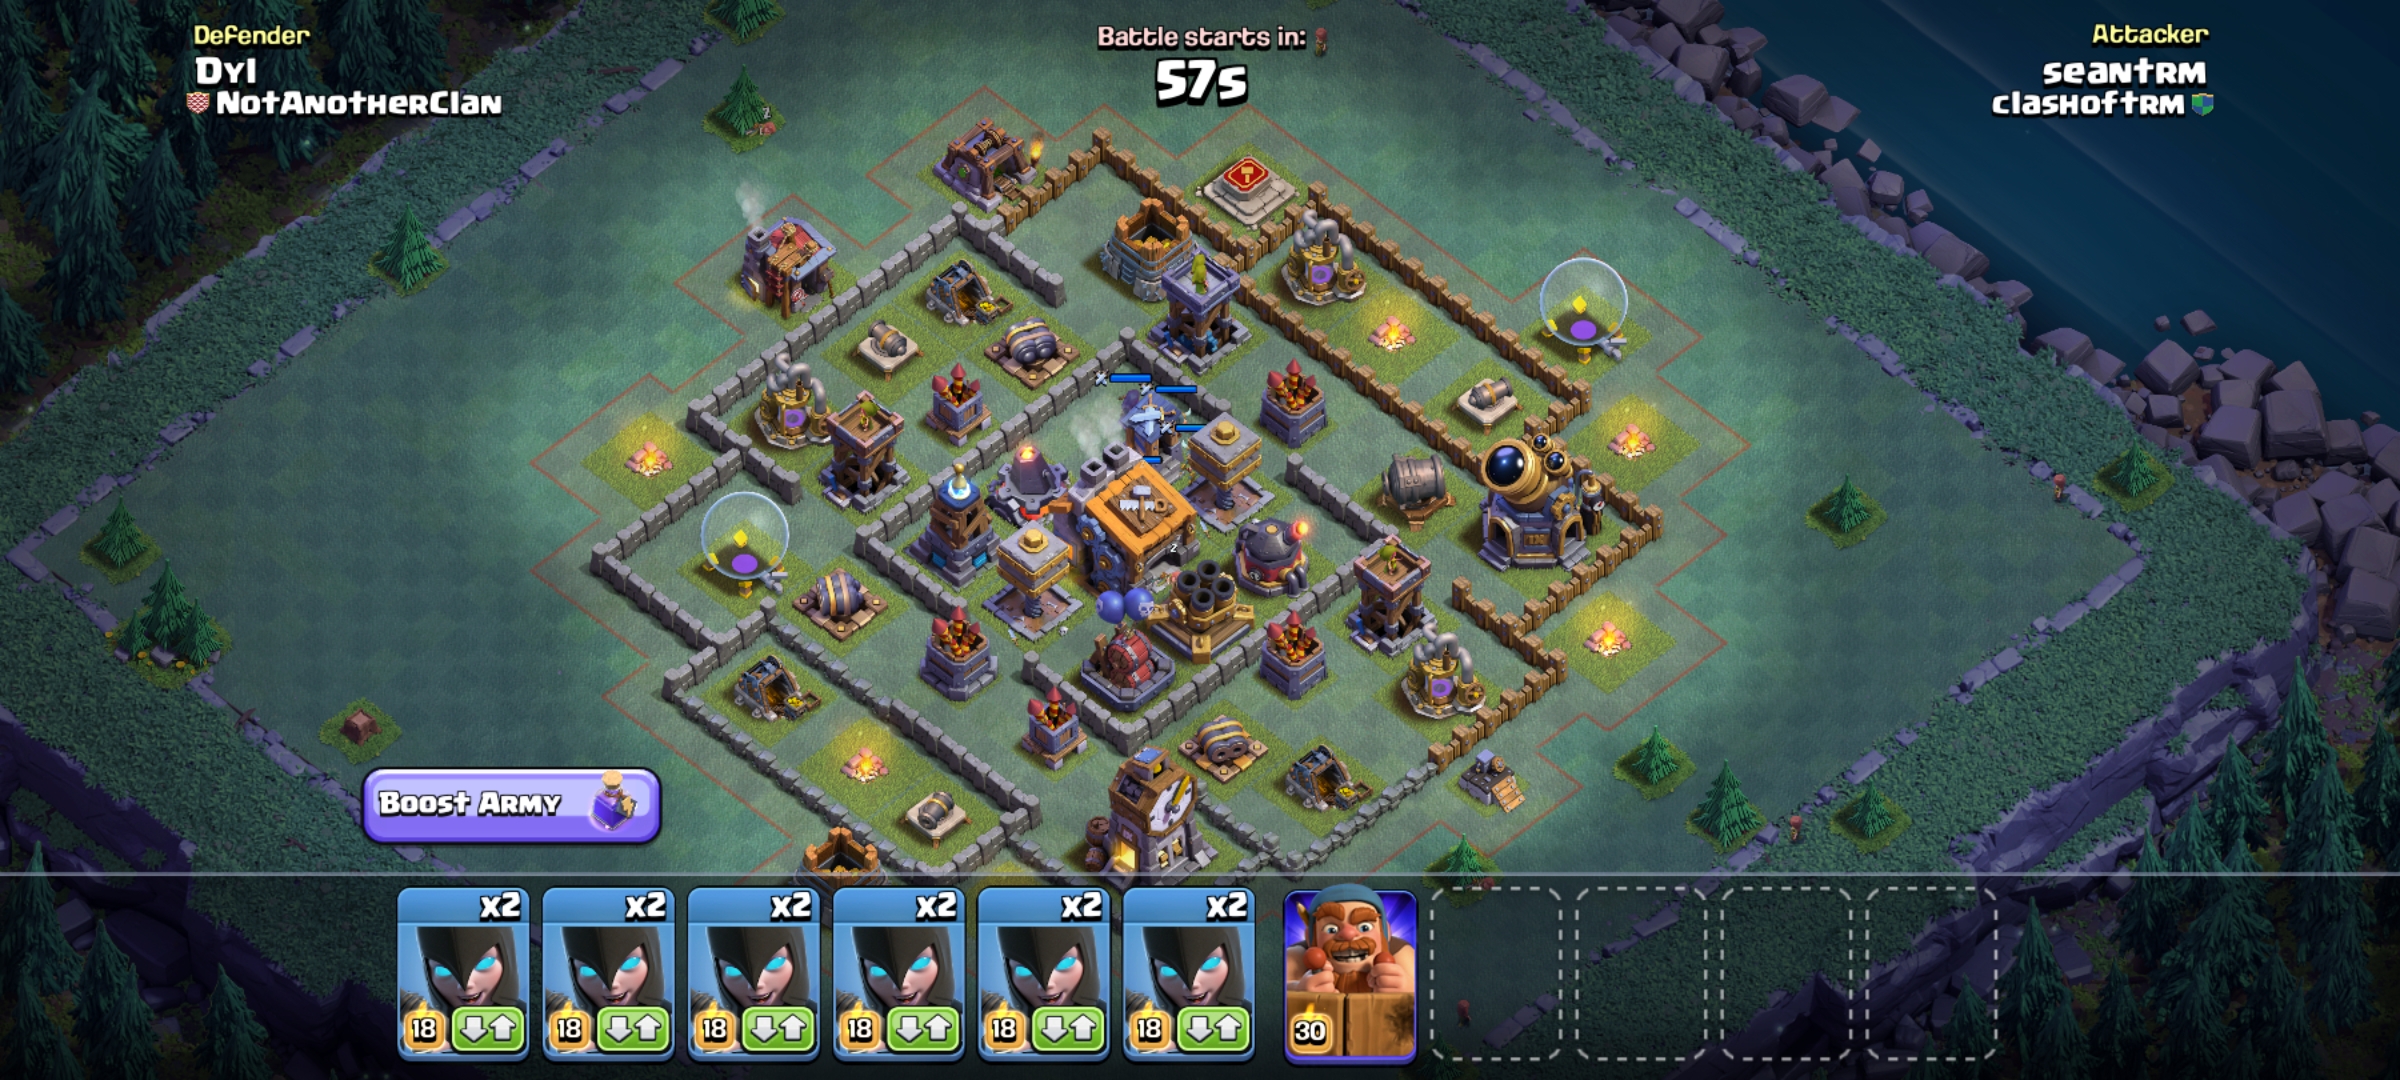 Defender
Dyl
NotAnotherClan
Battle starts in:
57s
Attacker
seantRM
clashoftRM
Boost Army
x2
x2
x2
x2
x2
x2
18
18
18
18
18
18
30